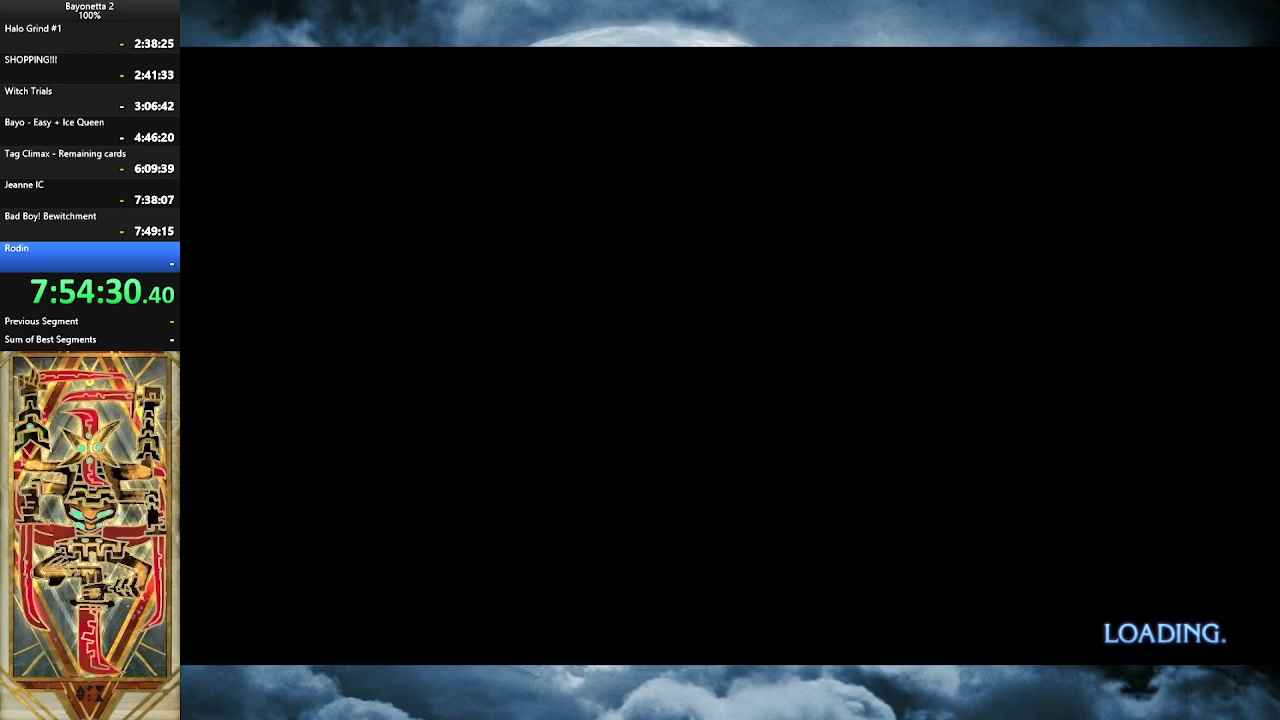 Bayonetta 2
100%
Halo Grind #1
- 2:38:25
SHOPPING!!!
- 2:41:33
Witch Trials
- 3:06:42
Bayo - Easy + Ice Queen
- 4:46:20
Tag Climax - Remaining cards
- 6:09:39
Jeanne IC
- 7:38:07
Bad Boy! Bewitchment
- 7:49:15
Rodin
-
7:54:30.40
Previous Segment -
Sum of Best Segments -
LOADING.